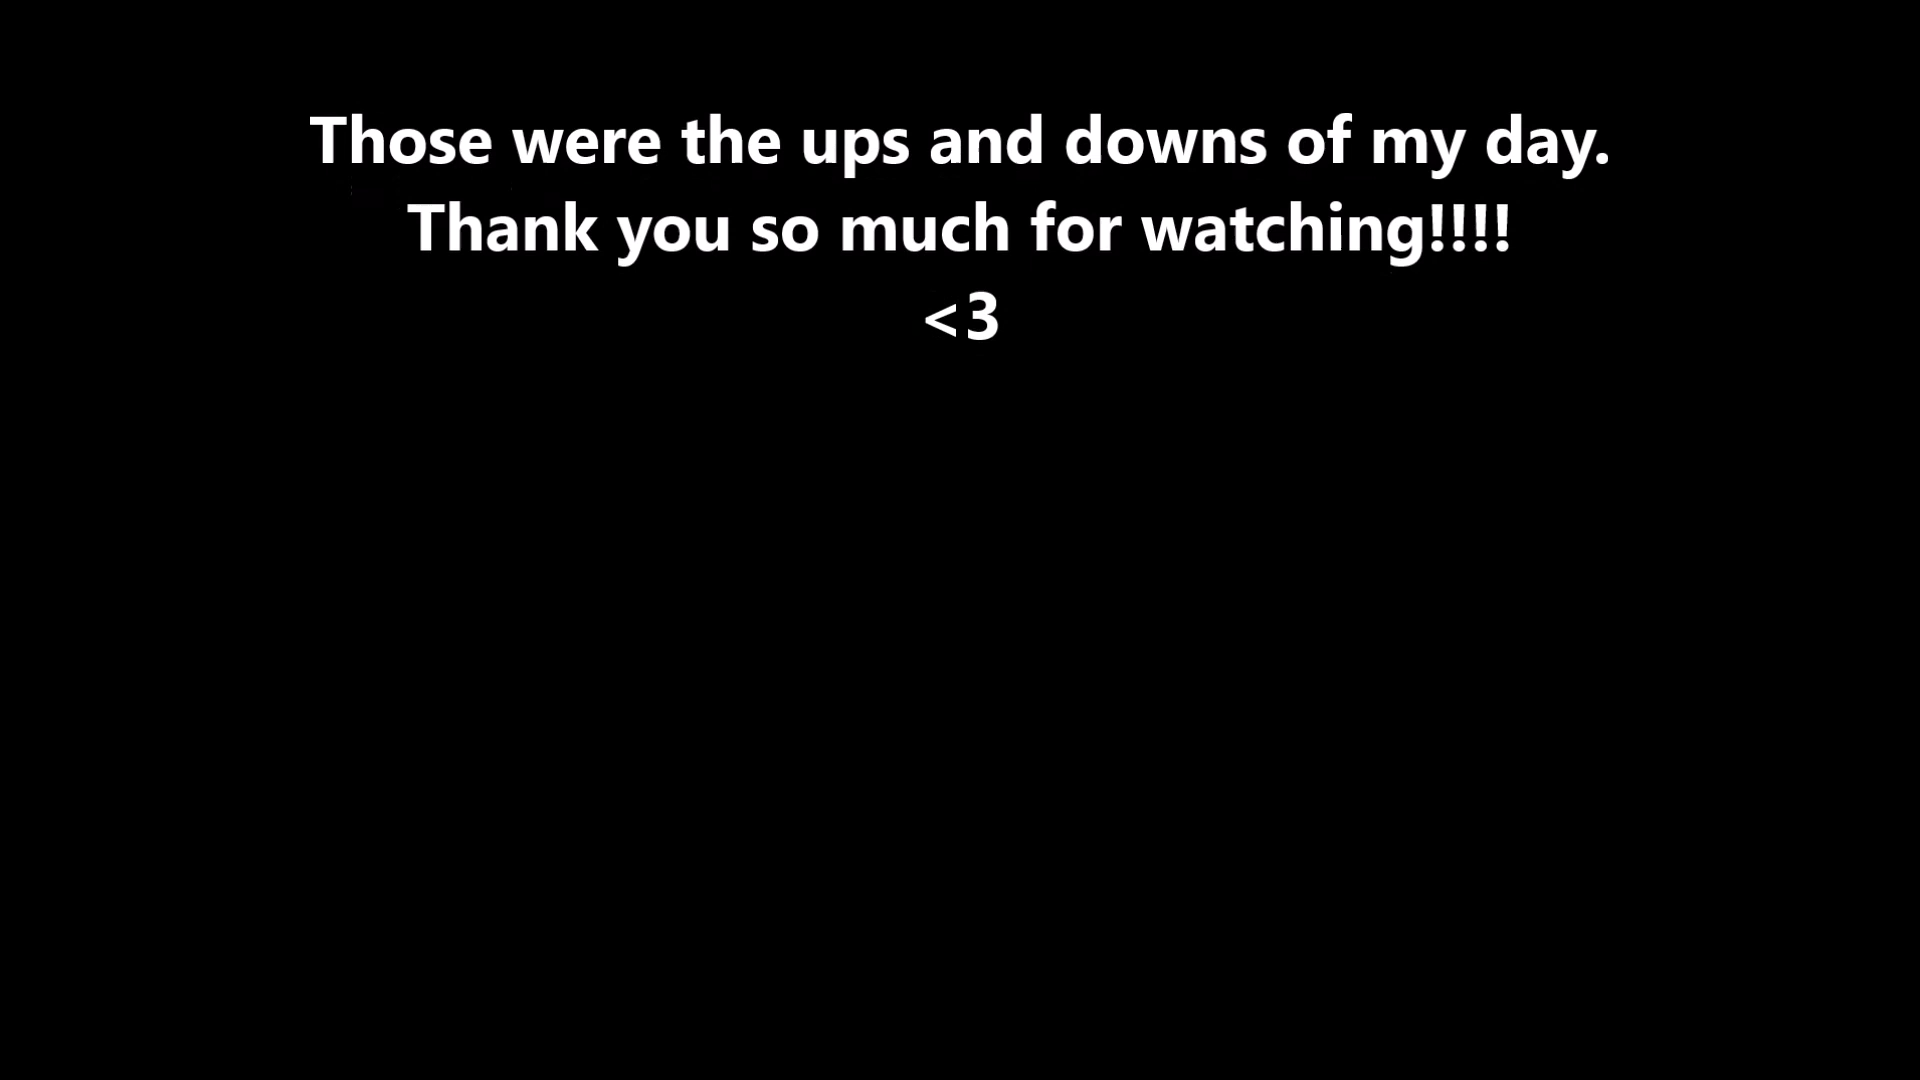 Those were the ups and downs of my day.
Thank you so much for watching!!!!
<3